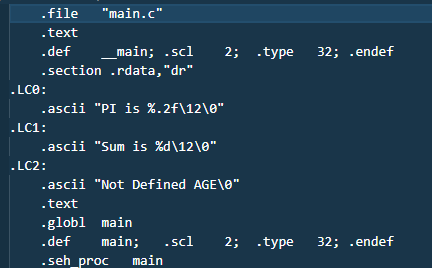 .file "main.c"
.text
.def __main; .scl 2; .type 32; .endef
.section .rdata,"dr"
.LC0:
.ascii "PI is %.2f\12\0"
.LC1:
.ascii "Sum is %d\12\0"
.LC2:
.ascii "Not Defined AGE\0"
.text
.globl main
.def main; .scl 2; .type 32; .endef
.seh_proc main